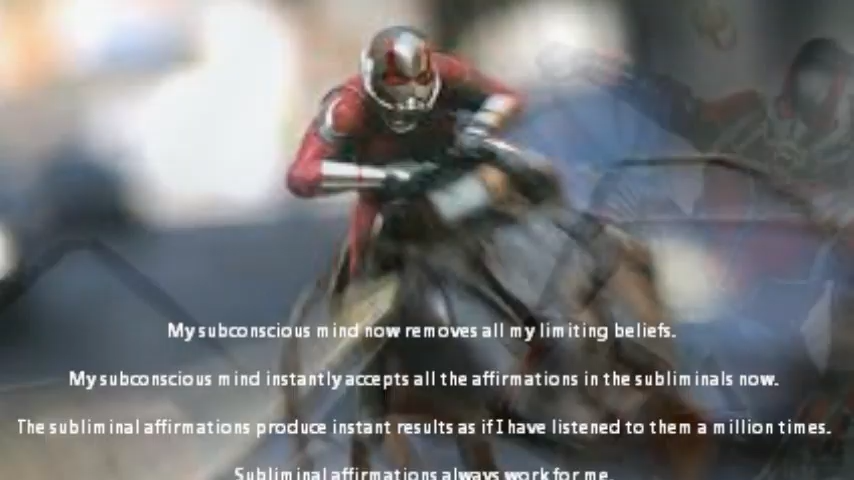 My subconscious mind now removes all my limiting beliefs.
My subconscious mind instantly accepts all the affirmations in the subliminals now.
The subliminal affirmations produce instant results as if I have listened to them a million times.
Subliminal affirmations always work for me.